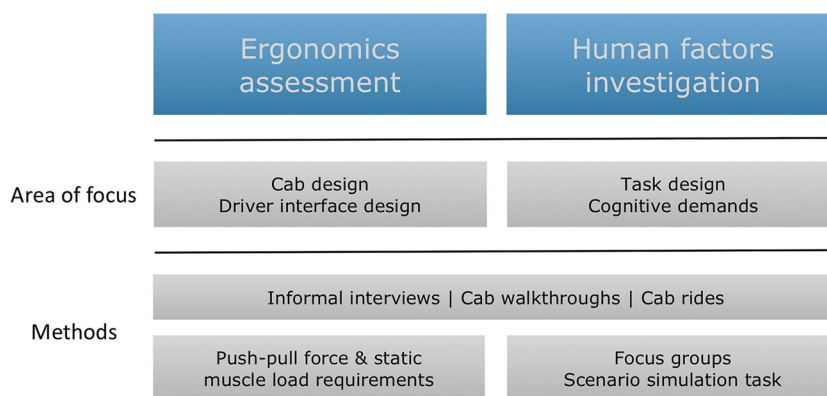 Ergonomics
assessment
Human factors
investigation
Area of focus
Cab design
Driver interface design
Task design
Cognitive demands
Methods
Informal interviews | Cab walkthroughs | Cab rides
Push-pull force & static
muscle load requirements
Focus groups
Scenario simulation task